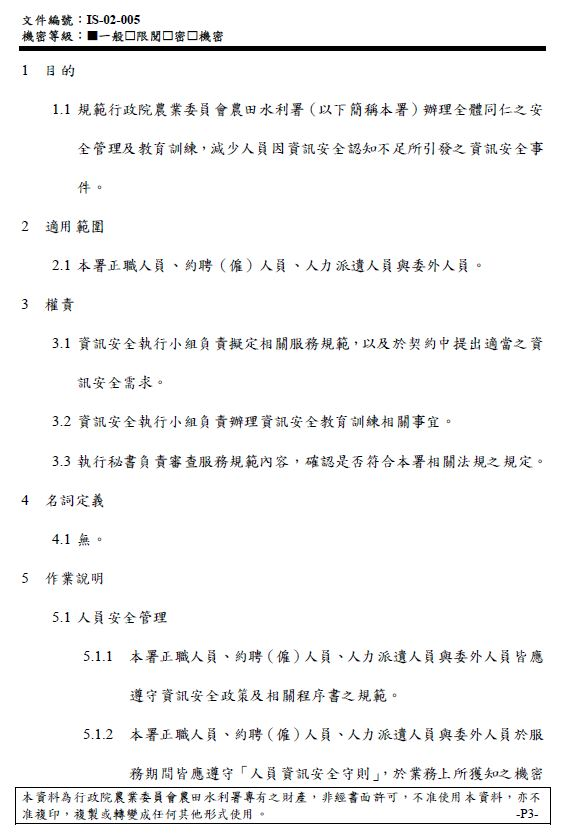 文件編號：IS-02-005
機密等級：■一般□限閱□密□機密
1 目的
1.1 規範行政院農業委員會農田水利署（以下簡稱本署）辦理全體同仁之安
全管理及教育訓練，減少人員因資訊安全認知不足所引發之資訊安全事
件。
2 適用範圍
2.1 本署正職人員、約聘（僱）人員、人力派遣人員與委外人員。
3 權責
3.1 資訊安全執行小組負責擬定相關服務規範，以及於契約中提出適當之資
訊安全需求。
3.2 資訊安全執行小組負責辦理資訊安全教育訓練相關事宜。
3.3 執行秘書負責審查服務規範內容，確認是否符合本署相關法規之規定。
4 名詞定義
4.1 無。
5 作業說明
5.1 人員安全管理
5.1.1 本署正職人員、約聘（僱）人員、人力派遣人員與委外人員皆應
遵守資訊安全政策及相關程序書之規範。
5.1.2 本署正職人員、約聘（僱）人員、人力派遣人員與委外人員於服
務期間皆應遵守「人員資訊安全守則」，於業務上所獲知之機密
本資料為行政院農業委員會農田水利署專有之財產，非經書面許可，不准使用本資料，亦不
准複印，複製或轉變成任何其他形式使用。 -P3-